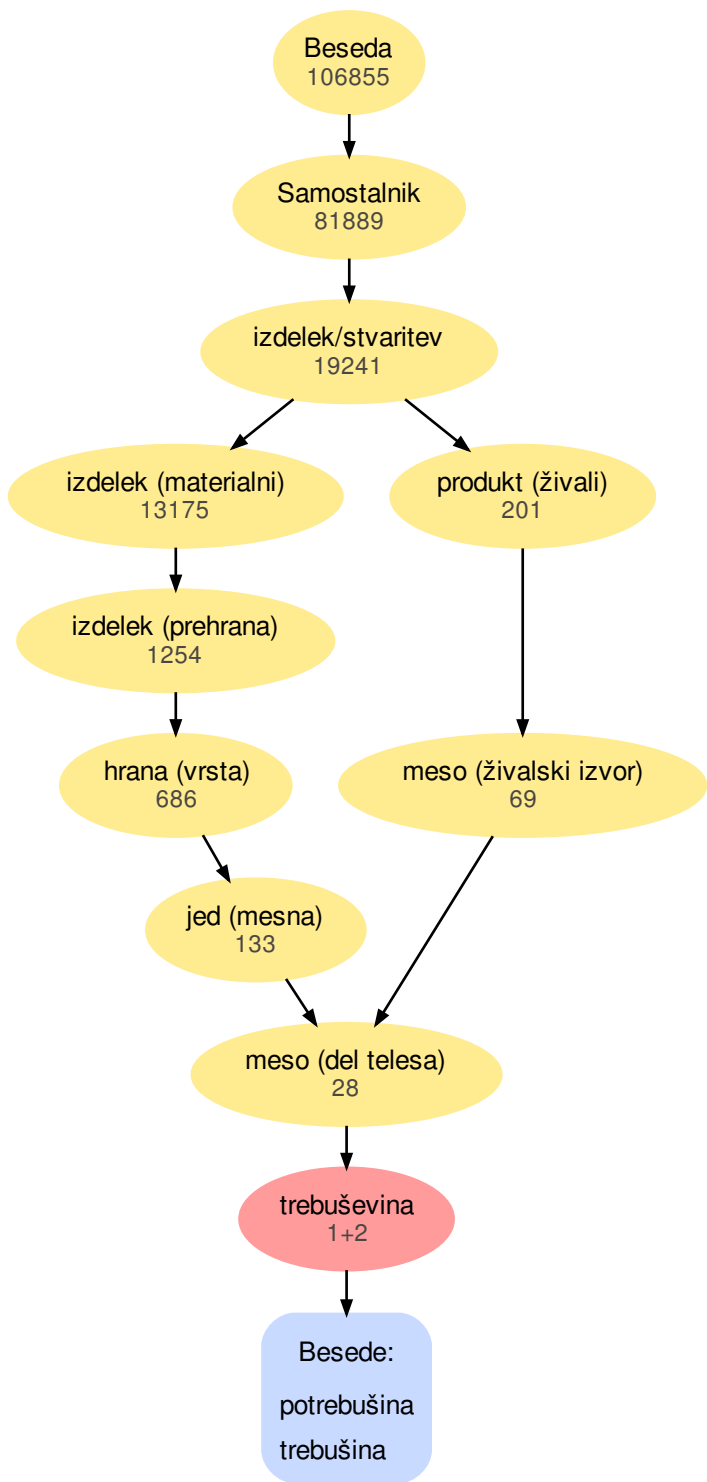 Beseda
106855
Samostalnik
81889
izdelek/stvaritev
19241
izdelek (materialni)
13175
produkt (živali)
201
izdelek (prehrana)
1254
hrana (vrsta)
686
meso (živalski izvor)
69
jed (mesna)
133
meso (del telesa)
28
trebuševina
1+2
Besede:
potrebušina
trebušina